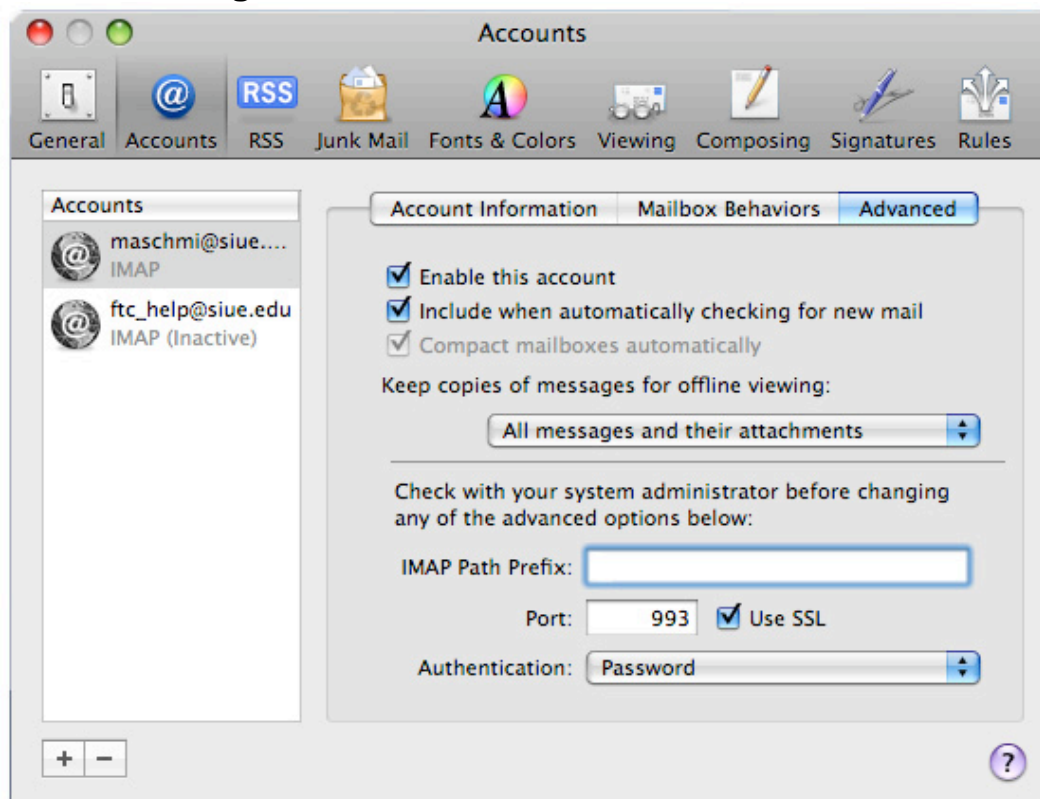 Accounts
RSS
General Accounts RSS Junk Mail Fonts & Colors Viewing Composing Signatures Rules
Accounts
maschmi@siue....
IMAP
ftc_help@siue.edu
IMAP (Inactive)
Account Information Mailbox Behaviors Advanced
Enable this account
Include when automatically checking for new mail
Compact mailboxes automatically
Keep copies of messages for offline viewing:
All messages and their attachments
Check with your system administrator before changing
any of the advanced options below:
IMAP Path Prefix:
Port: 993 Use SSL
Authentication: Password
+ − ?